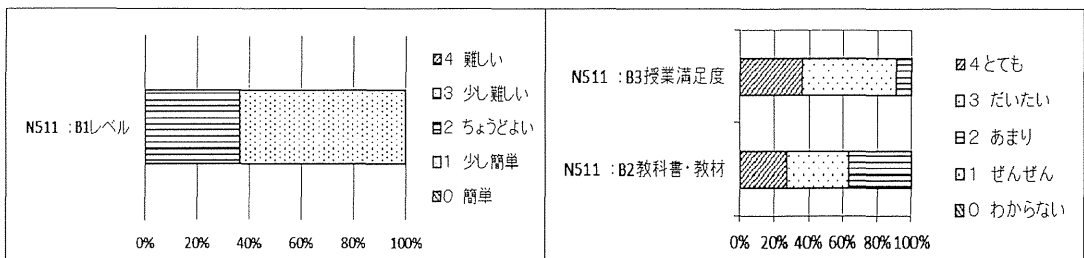 N511 :B1レベル
0% 20% 40% 60% 80% 100%
4 難しい
3 少し難しい
2 ちょうどよい
1 少し簡単
0 簡単
N511 :B3授業満足度
N511 :B2教科書・教材
0% 20% 40% 60% 80% 100%
4とても
3 だいたい
2 あまり
1 ぜんぜん
0 わからない